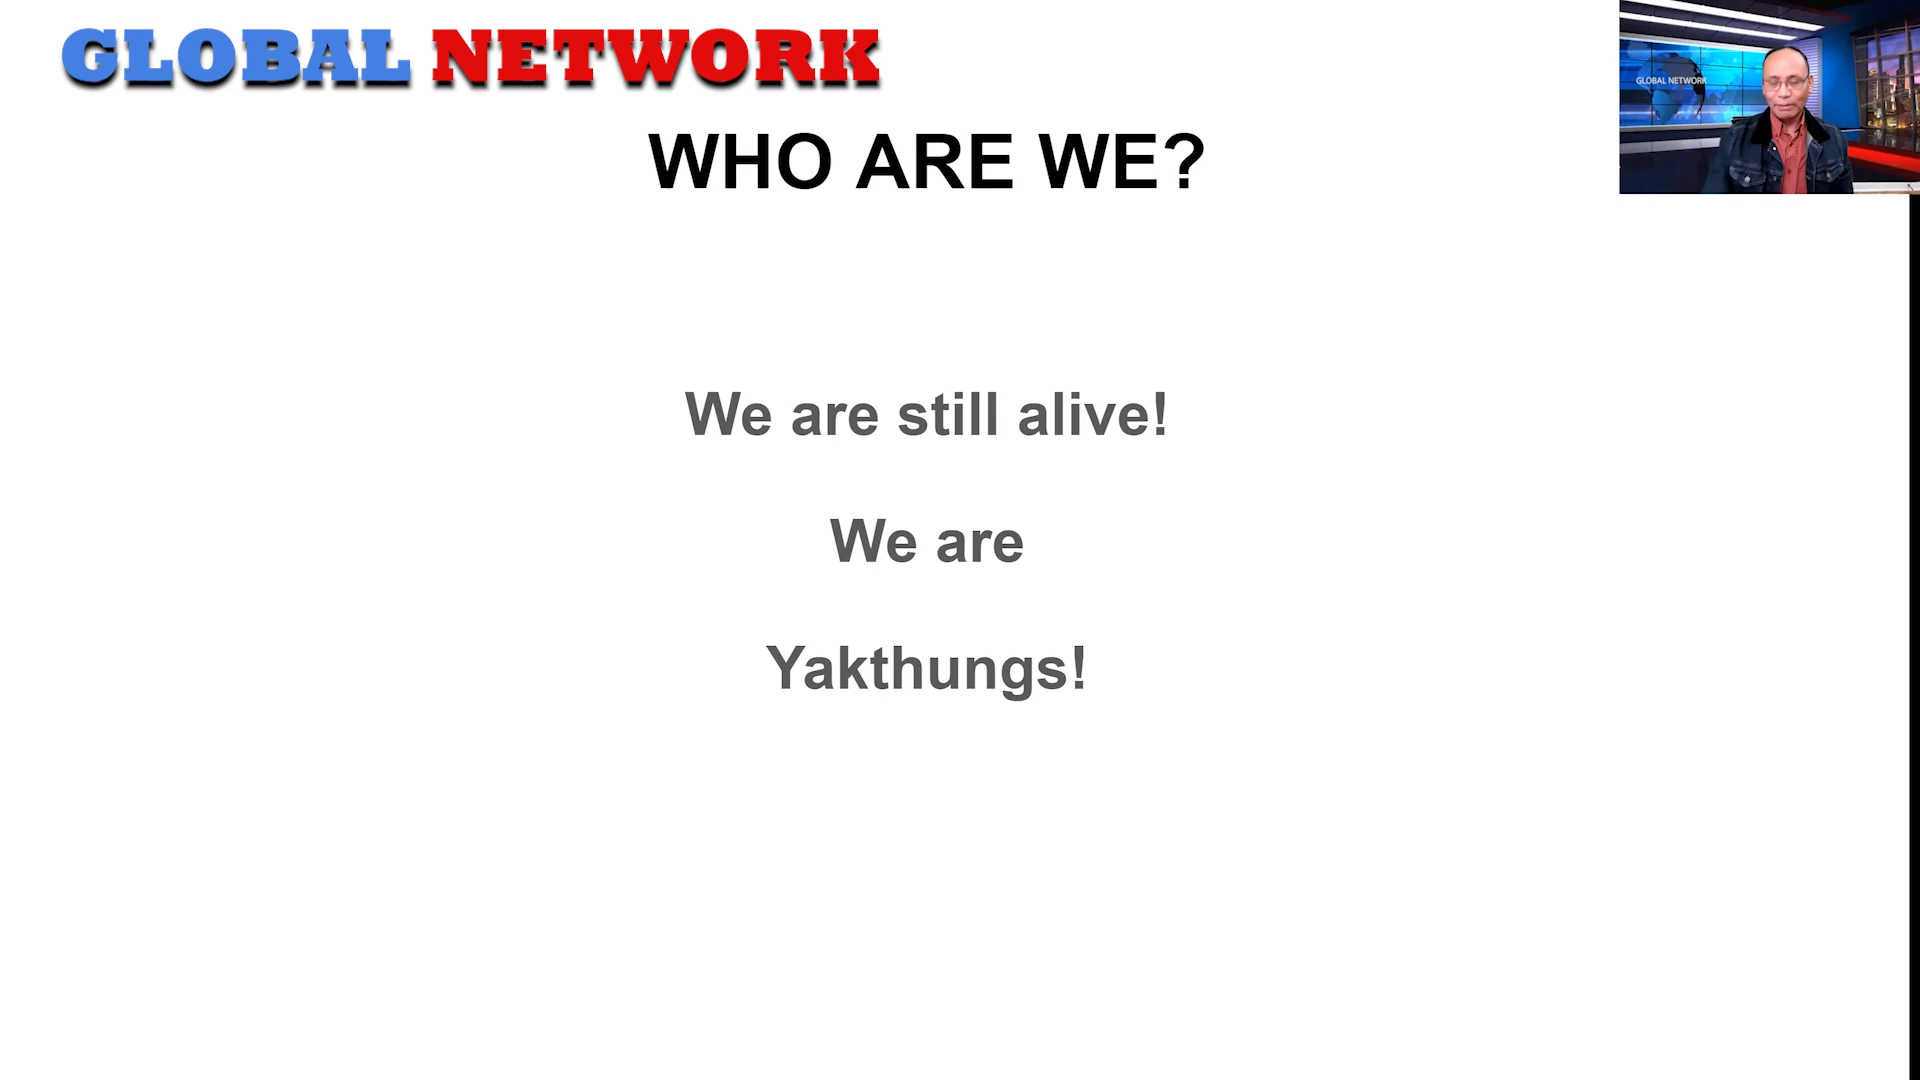 GLOBAL NETWORK
GLOBAL NETWORK
WHO ARE WE?
We are still alive!
We are
Yakthungs!